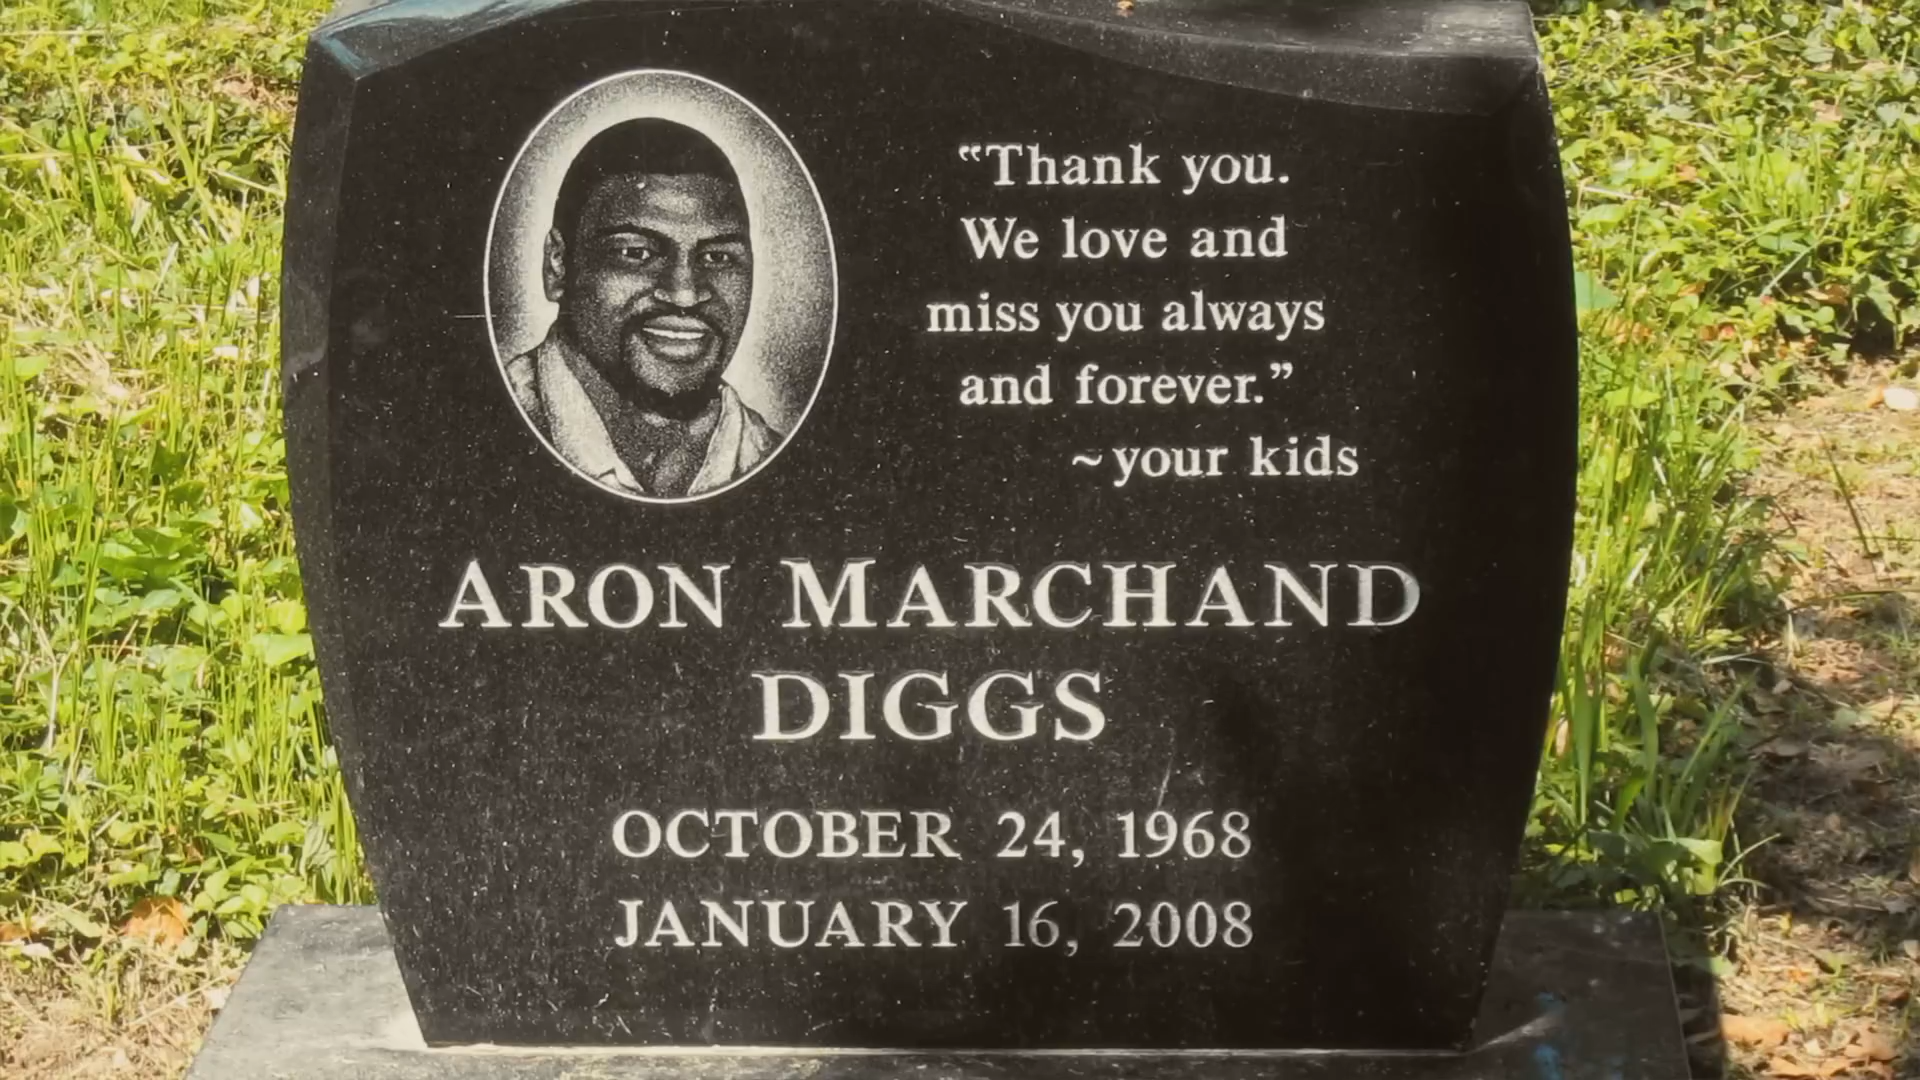 “Thank you.
We love and
miss you always
and forever.”
~your kids
ARON MARCHAND
DIGGS
OCTOBER 24, 1968
JANUARY 16, 2008